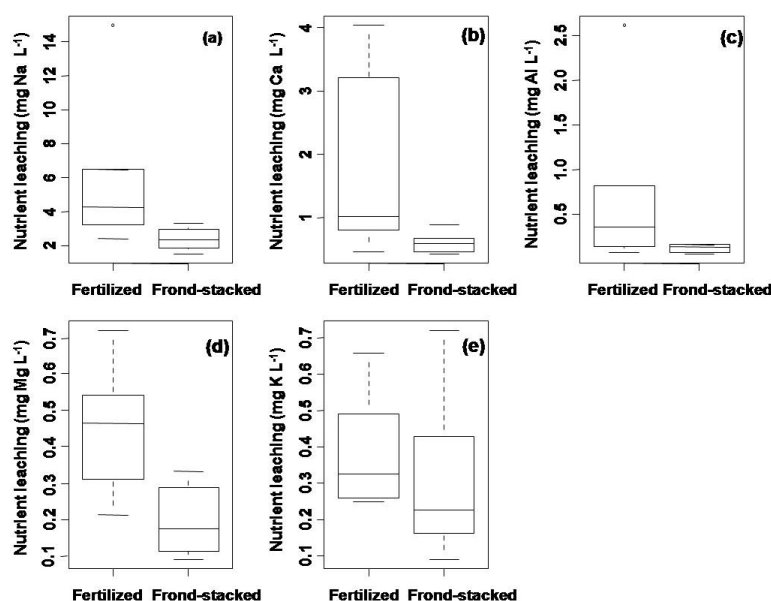 Nutrient leaching (mg Na L-1)
14
12
10
8
6
4
2
(a)
Fertilized Frond-stacked
Nutrient leaching (mg Ca L-1)
4
3
2
1
(b)
Fertilized Frond-stacked
Nutrient leaching (mg Al L-1)
2.5
2.0
1.5
1.0
0.5
(c)
Fertilized Frond-stacked
Nutrient leaching (mg Mg L-1)
0.7
0.6
0.5
0.4
0.3
0.2
0.1
(d)
Fertilized Frond-stacked
Nutrient leaching (mg K L-1)
0.7
0.6
0.5
0.4
0.3
0.2
0.1
(e)
Fertilized Frond-stacked